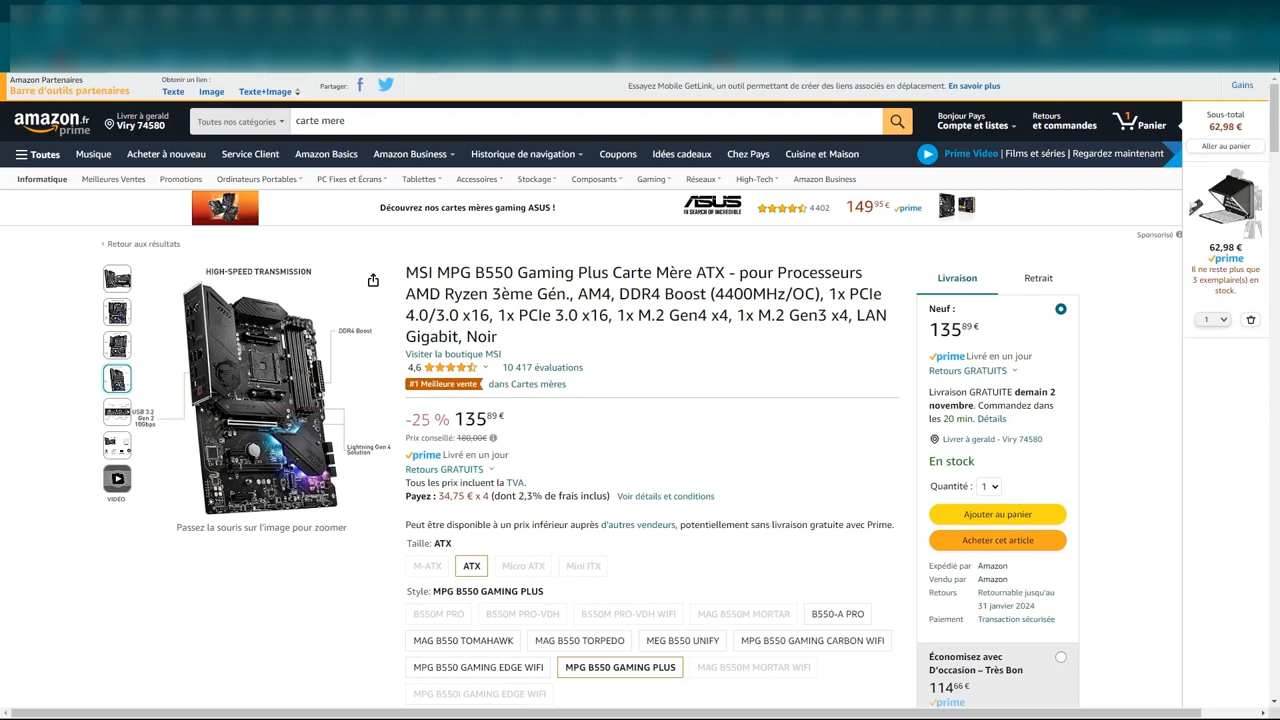 Amazon Partenaires
Barre d'outils partenaires
Obtenir un lien :
Texte Image Texte+Image
Partager:
Essayez Mobile GetLink, un outil permettant de créer des liens associés en déplacement. En savoir plus
Gains
amazon.fr
prime
Livrer à gerald
Viry 74580
Toutes nos catégories
carte mere
Bonjour Pays
Compte et listes
Retours
et commandes
1
Panier
Sous-total
62,98 €
Aller au panier
Toutes
Musique
Acheter à nouveau
Service Client
Amazon Basics
Amazon Business
Historique de navigation
Coupons
Idées cadeaux
Chez Pays
Cuisine et Maison
Prime Video | Films et séries | Regardez maintenant
Informatique
Meilleures Ventes
Promotions
Ordinateurs Portables
PC Fixes et Écrans
Tablettes
Accessoires
Stockage
Composants
Gaming
Réseaux
High-Tech
Amazon Business
Découvrez nos cartes mères gaming ASUS !
ASUS
IN SEARCH OF INCREDIBLE
4 402
149,95 €
prime
Sponsorisé
62,98 €
prime
Il ne reste plus que
3 exemplaire(s) en
stock.
1
‹ Retour aux résultats
HIGH-SPEED TRANSMISSION
DDR4 Boost
USB 3.2
Gen 2
10Gbps
Lightning Gen 4
Solution
VIDÉO
Passez la souris sur l'image pour zoomer
MSI MPG B550 Gaming Plus Carte Mère ATX - pour Processeurs
AMD Ryzen 3ème Gén., AM4, DDR4 Boost (4400MHz/OC), 1x PCIe
4.0/3.0 x16, 1x PCIe 3.0 x16, 1x M.2 Gen4 x4, 1x M.2 Gen3 x4, LAN
Gigabit, Noir
Visiter la boutique MSI
4,6
10 417 évaluations
#1 Meilleure vente
dans Cartes mères
-25 % 135,89 €
Prix conseillé: 180,00€
prime Livré en un jour
Retours GRATUITS
Tous les prix incluent la TVA.
Payez : 34,75 € x 4 (dont 2,3% de frais inclus) Voir détails et conditions
Peut être disponible à un prix inférieur auprès d'autres vendeurs, potentiellement sans livraison gratuite avec Prime.
Taille: ATX
M-ATX
ATX
Micro ATX
Mini ITX
Style: MPG B550 GAMING PLUS
B550M PRO
B550M PRO-VDH
B550M PRO-VDH WIFI
MAG B550M MORTAR
B550-A PRO
MAG B550 TOMAHAWK
MAG B550 TORPEDO
MEG B550 UNIFY
MPG B550 GAMING CARBON WIFI
MPG B550 GAMING EDGE WIFI
MPG B550 GAMING PLUS
MAG B550M MORTAR WIFI
MPG B550I GAMING EDGE WIFI
Livraison
Retrait
Neuf :
135,89 €
prime Livré en un jour
Retours GRATUITS
Livraison GRATUITE demain 2
novembre. Commandez dans
les 20 min. Détails
Livrer à gerald - Viry 74580
En stock
Quantité : 1
Ajouter au panier
Acheter cet article
Expédié par Amazon
Vendu par Amazon
Retours Retournable jusqu'au
31 janvier 2024
Paiement Transaction sécurisée
Économisez avec
D'occasion – Très Bon
114,66 €
prime